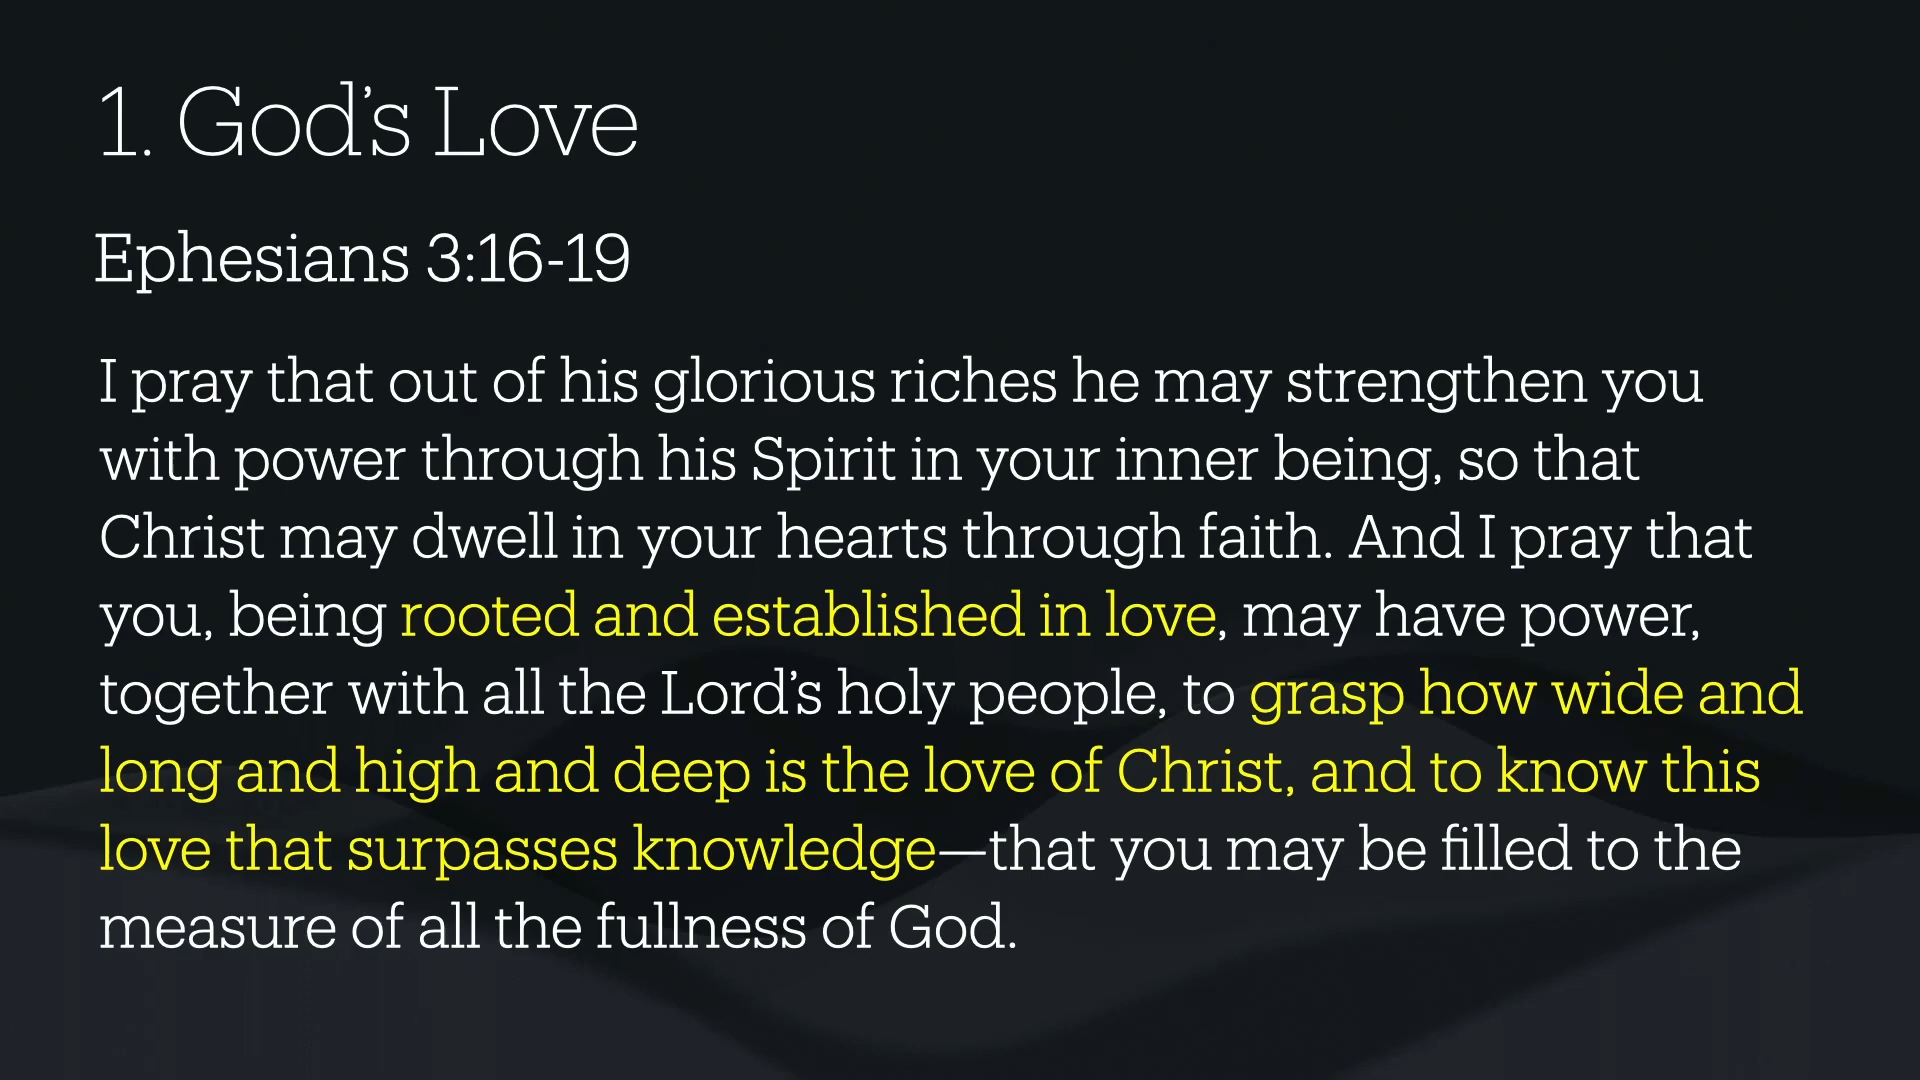 1. God’s Love
Ephesians 3:16-19
I pray that out of his glorious riches he may strengthen you
with power through his Spirit in your inner being, so that
Christ may dwell in your hearts through faith. And I pray that
you, being rooted and established in love, may have power,
together with all the Lord’s holy people, to grasp how wide and
long and high and deep is the love of Christ, and to know this
love that surpasses knowledge—that you may be filled to the
measure of all the fullness of God.